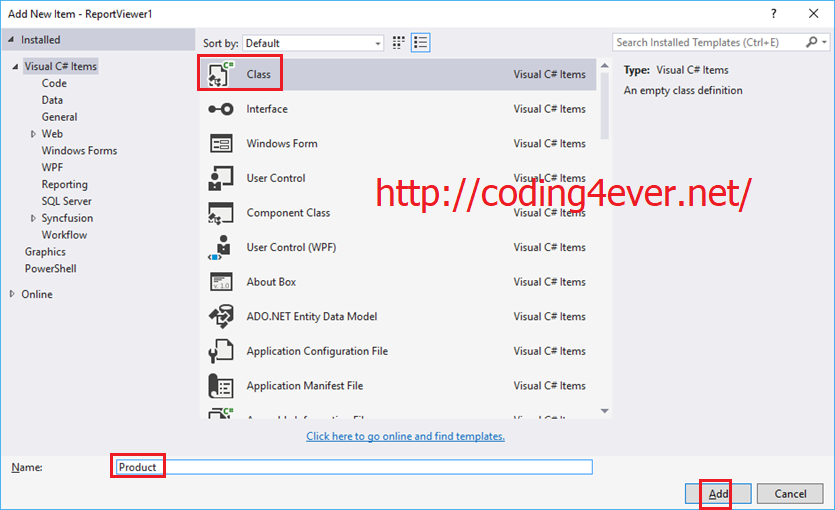 Add New Item - ReportViewer1
? X
Installed
Sort by: Default
Search Installed Templates (Ctrl+E)
Visual C# Items
Code
Data
General
Web
Windows Forms
WPF
Reporting
SQL Server
Syncfusion
Workflow
Graphics
PowerShell
Online
C# Class Visual C# Items
Interface Visual C# Items
Windows Form Visual C# Items
User Control Visual C# Items
Component Class Visual C# Items
User Control (WPF) Visual C# Items
v 1.0 About Box Visual C# Items
ADO.NET Entity Data Model Visual C# Items
Application Configuration File Visual C# Items
Application Manifest File Visual C# Items
C# Assembly Information File Visual C# Items
Type: Visual C# Items
An empty class definition
http://coding4ever.net/
Click here to go online and find templates.
Name: Product
Add Cancel